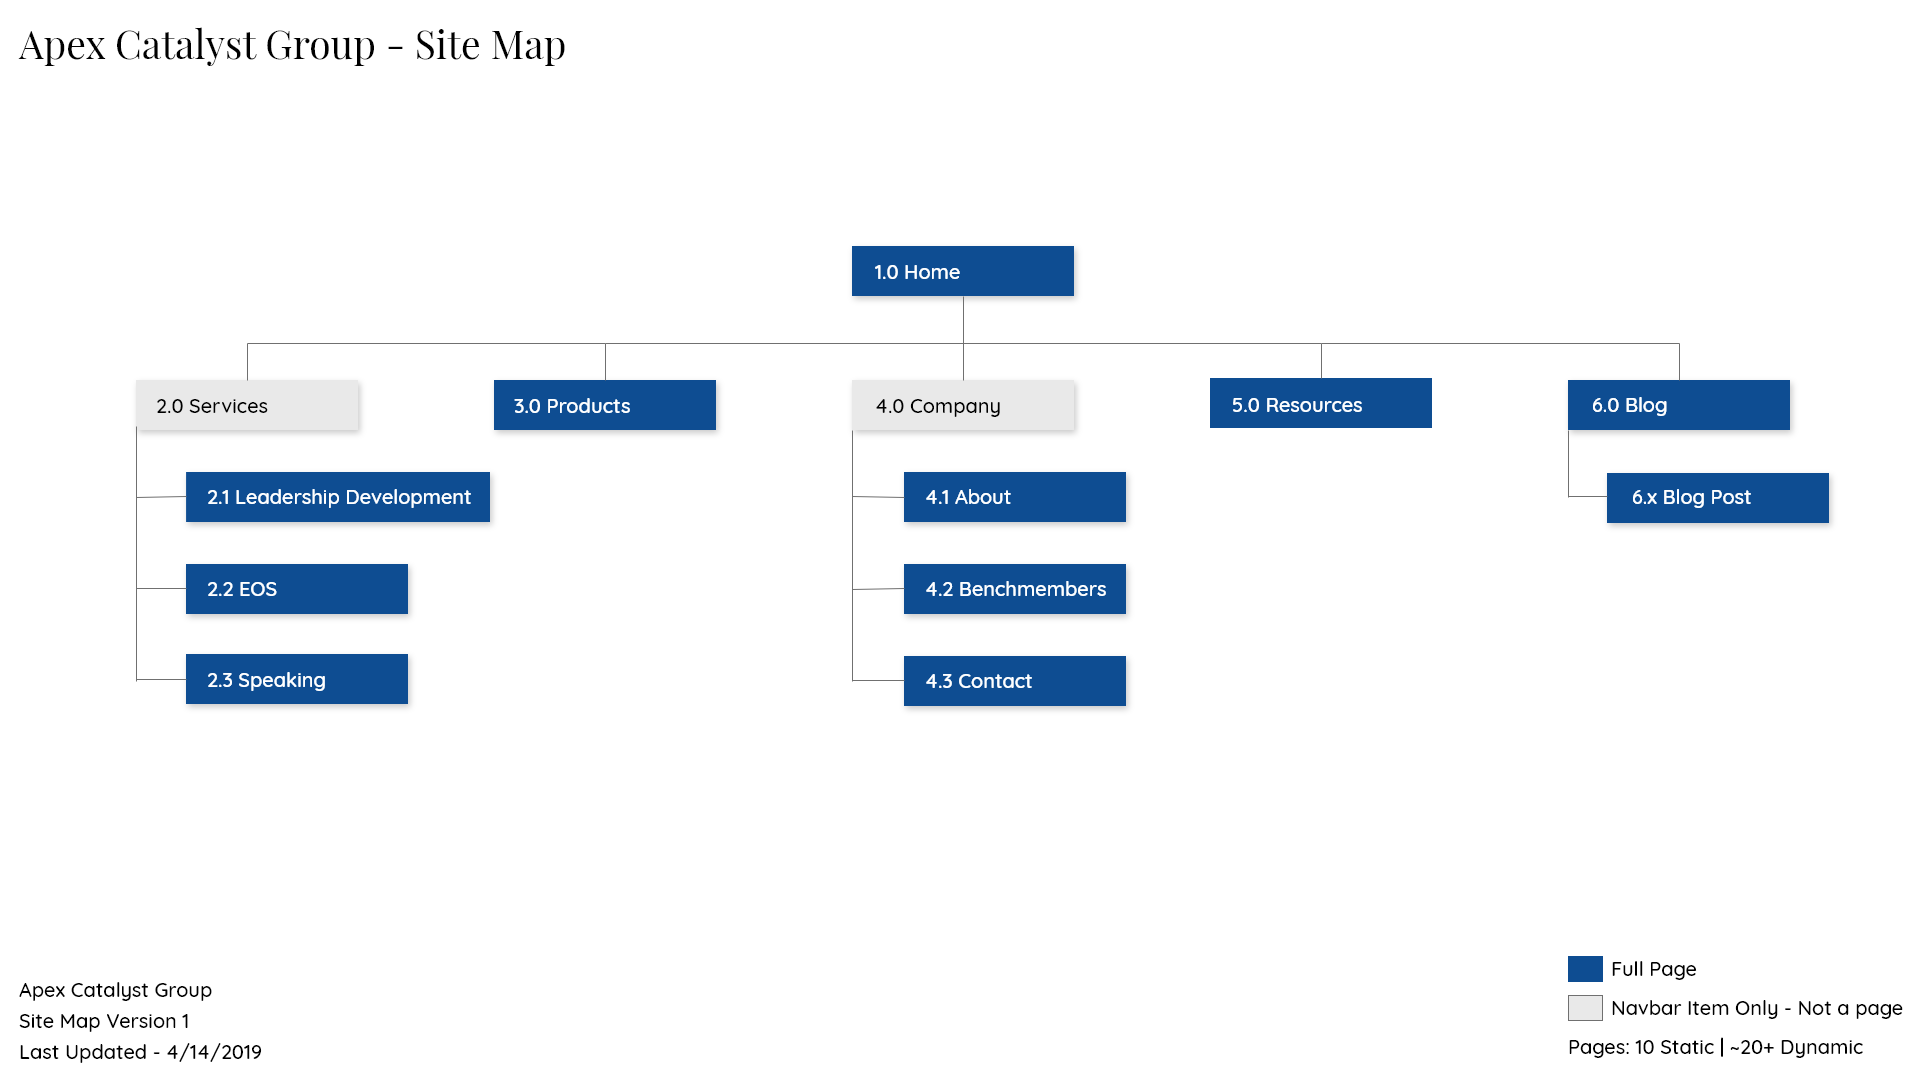 Apex Catalyst Group - Site Map
1.0 Home
2.0 Services
3.0 Products
4.0 Company
5.0 Resources
6.0 Blog
2.1 Leadership Development
4.1 About
6.x Blog Post
2.2 EOS
4.2 Benchmembers
2.3 Speaking
4.3 Contact
Full Page
Navbar Item Only - Not a page
Pages: 10 Static | ~20+ Dynamic
Apex Catalyst Group
Site Map Version 1
Last Updated - 4/14/2019